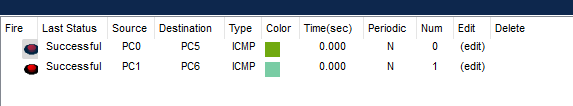 Fire Last Status Source Destination Type Color Time(sec) Periodic Num Edit Delete
Successful PC0 PC5 ICMP 0.000 N 0 (edit)
Successful PC1 PC6 ICMP 0.000 N 1 (edit)